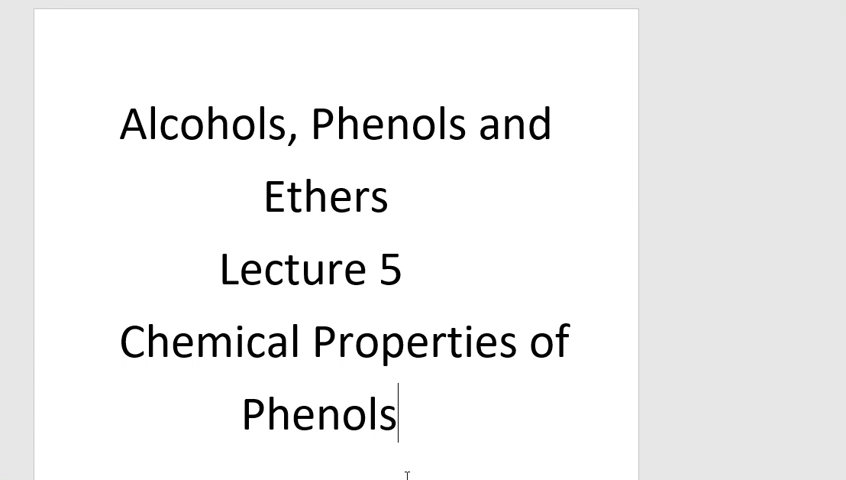 Alcohols, Phenols and
Ethers
Lecture 5
Chemical Properties of
Phenols